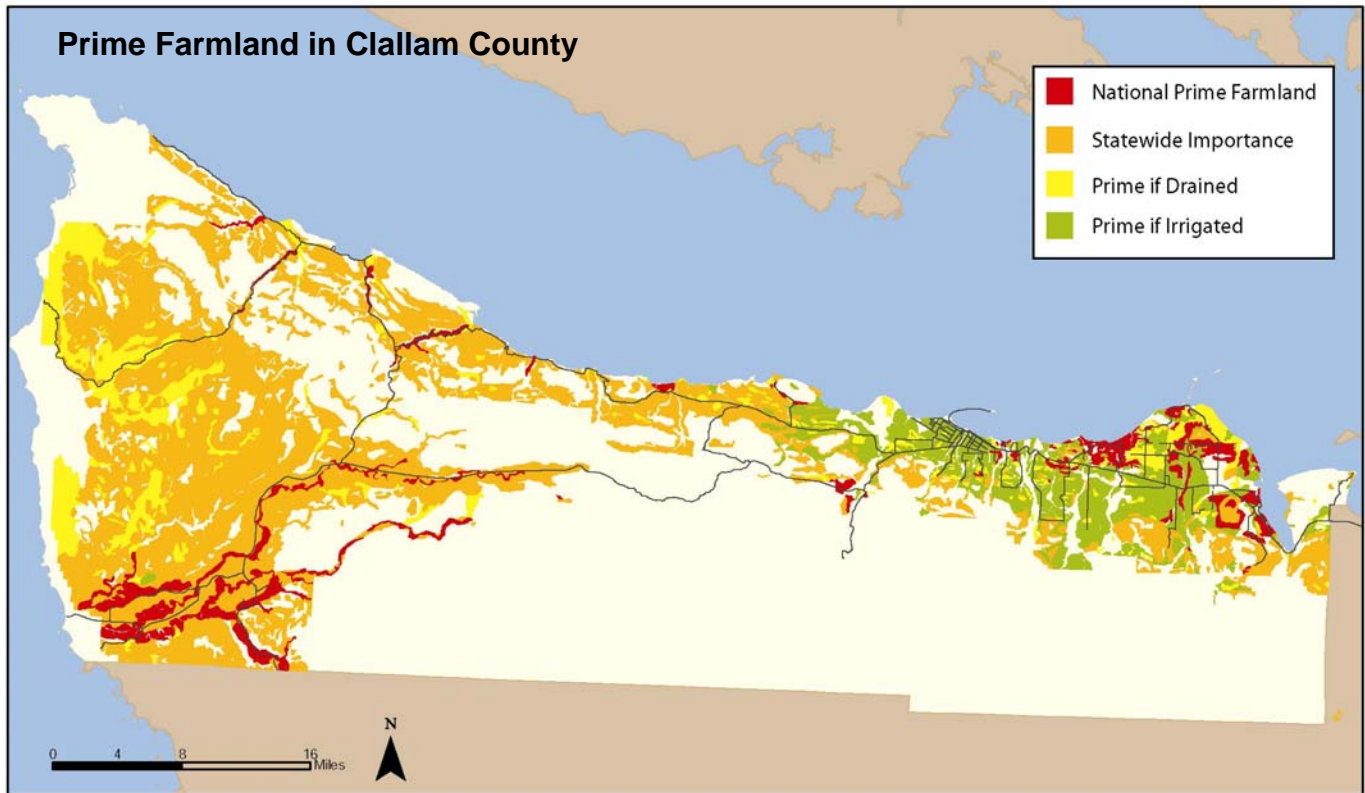 Prime Farmland in Clallam County
National Prime Farmland
Statewide Importance
Prime if Drained
Prime if Irrigated
N
0 4 8 16
Miles